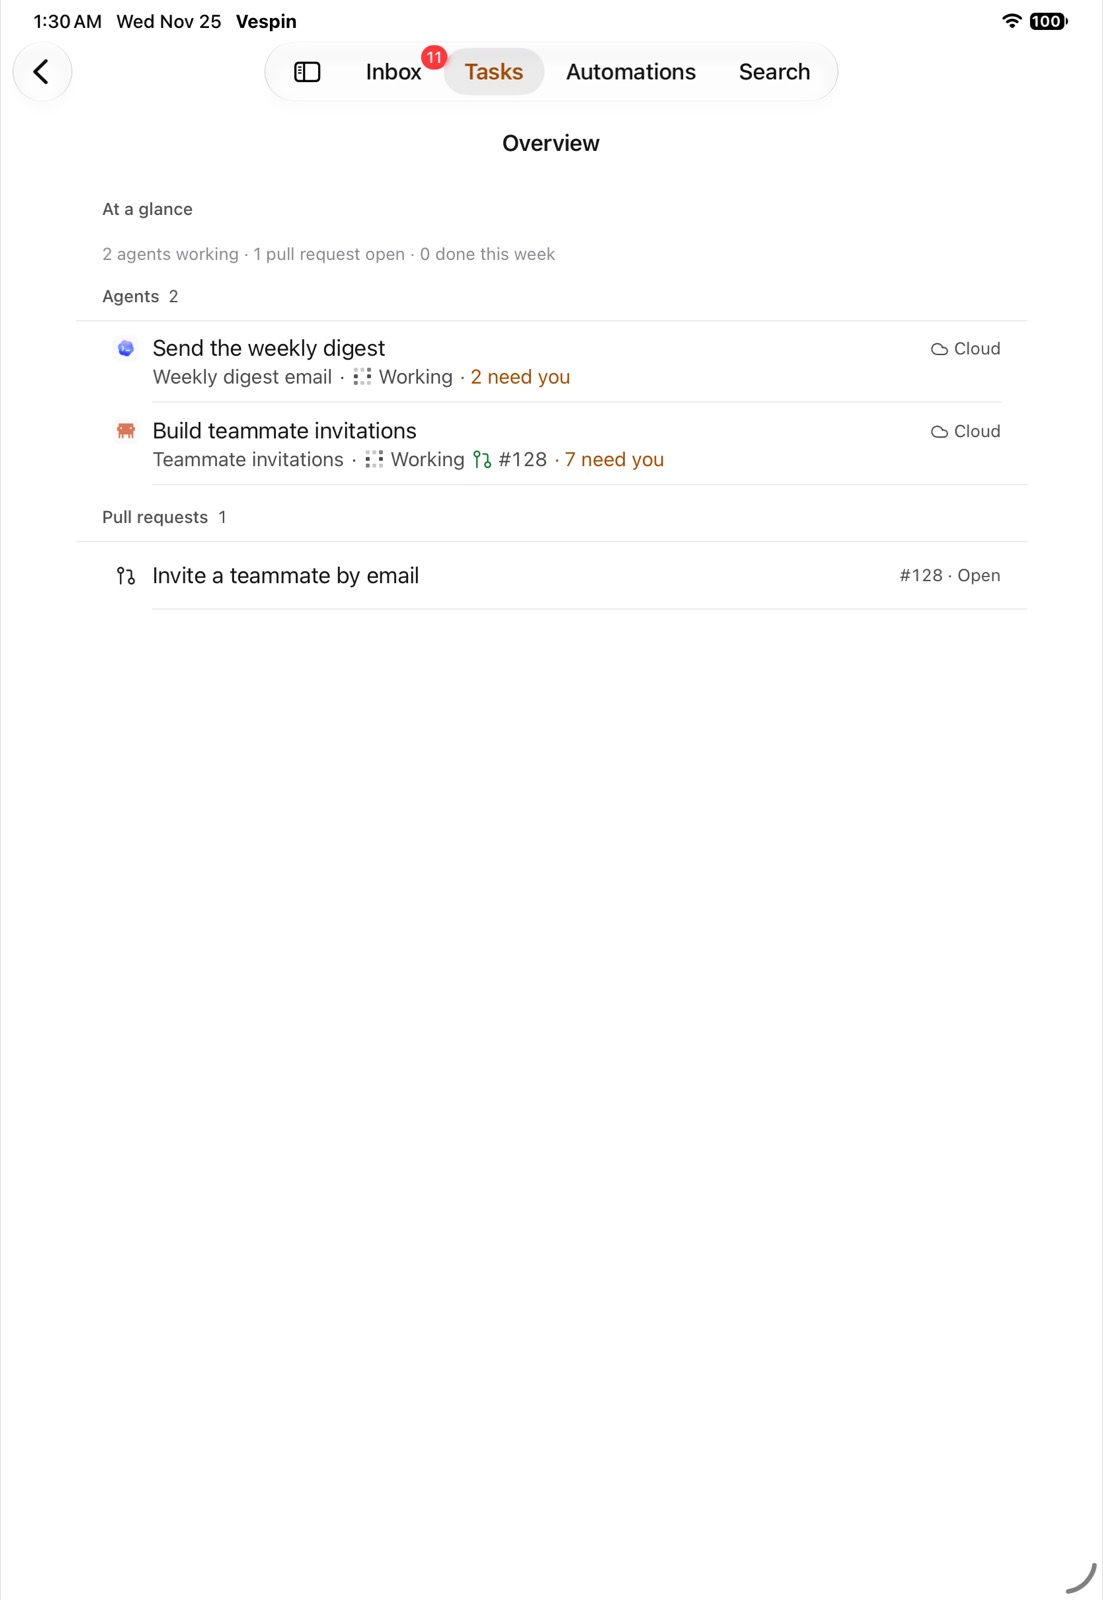 1:30 AM Wed Nov 25 Vespin 100
Inbox 11 Tasks Automations Search
Overview
At a glance
2 agents working · 1 pull request open · 0 done this week
Agents 2
Send the weekly digest Cloud
Weekly digest email · Working · 2 need you
Build teammate invitations Cloud
Teammate invitations · Working #128 · 7 need you
Pull requests 1
Invite a teammate by email #128 · Open